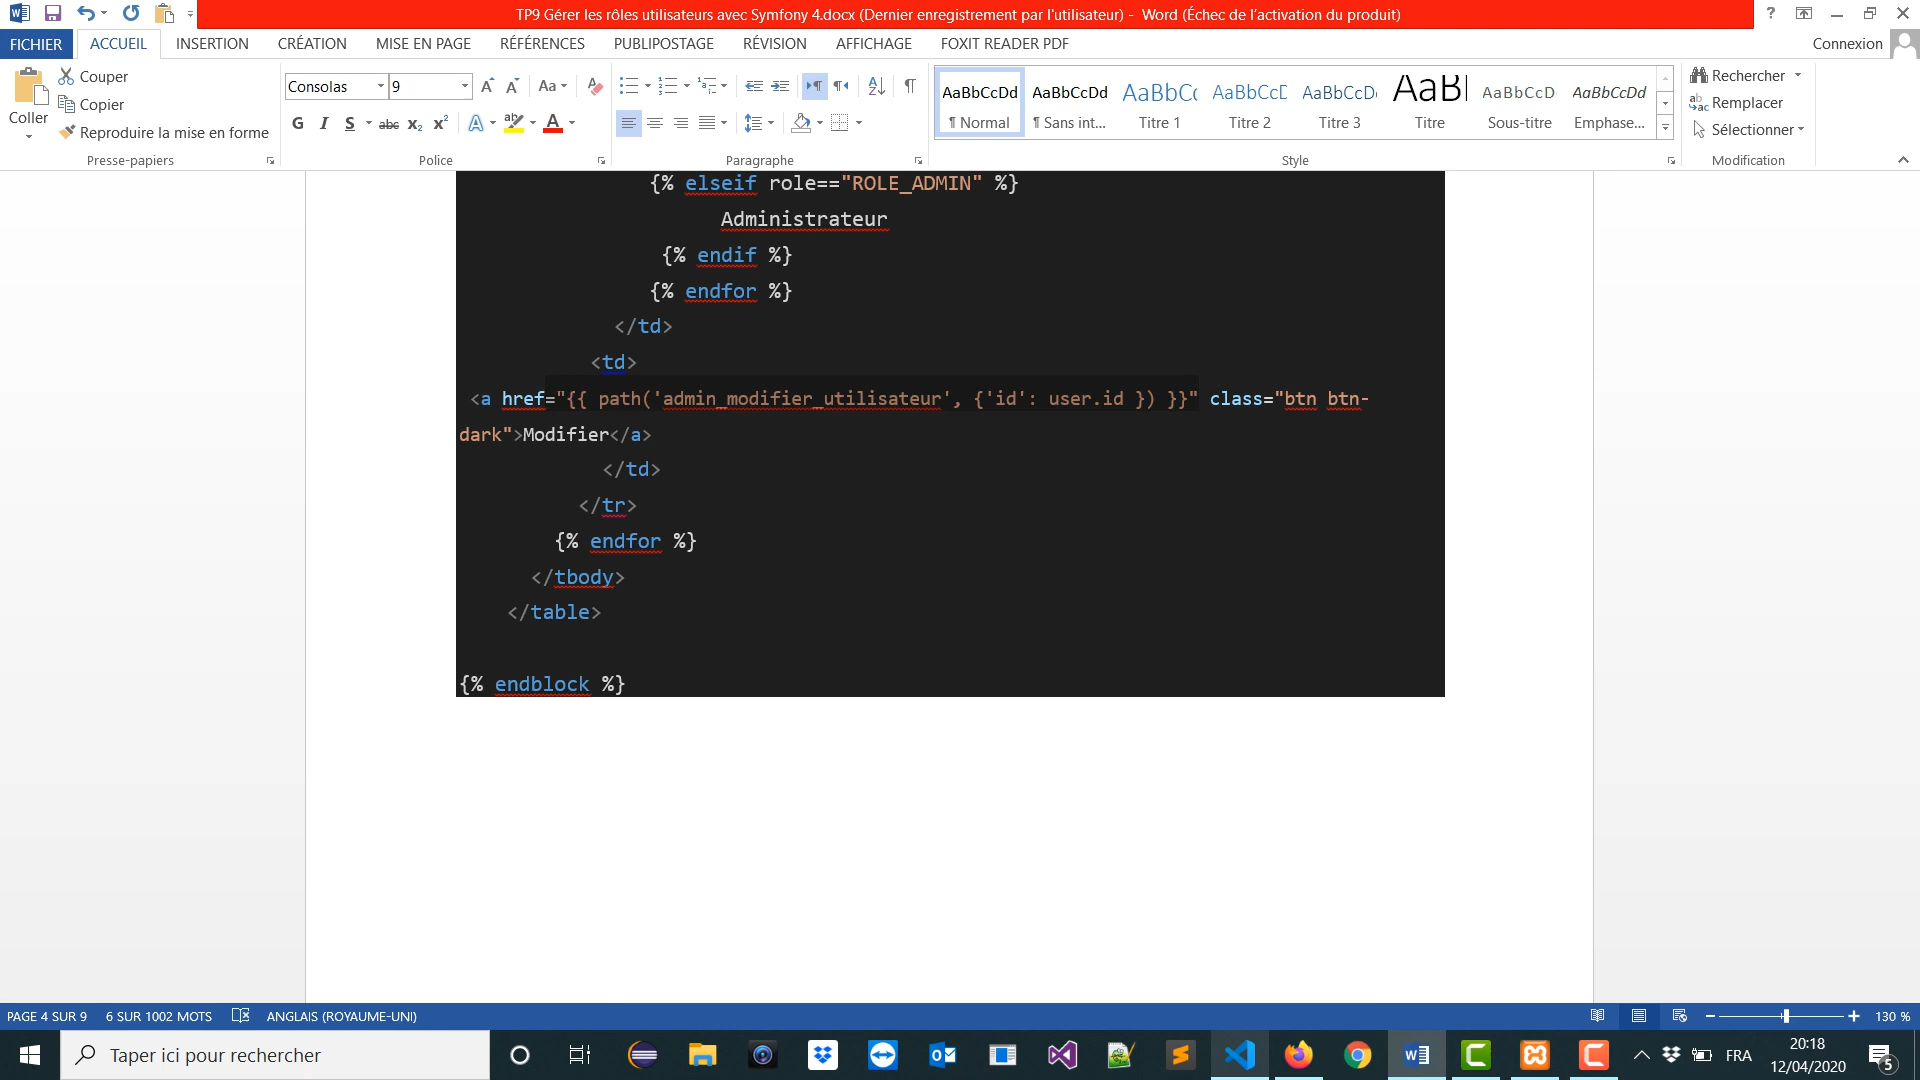 TP9 Gérer les rôles utilisateurs avec Symfony 4.docx (Dernier enregistrement par l'utilisateur) - Word (Échec de l'activation du produit)
FICHIER ACCUEIL INSERTION CRÉATION MISE EN PAGE RÉFÉRENCES PUBLIPOSTAGE RÉVISION AFFICHAGE FOXIT READER PDF Connexion
Coller
Couper
Copier
Reproduire la mise en forme
Presse-papiers
Consolas 9
G I S abc X₂ X²
Police
Paragraphe
AaBbCcDd AaBbCcDd AaBbC AaBbCcD AaBbCcD AaB AaBbCcD AaBbCcDd
¶ Normal ¶ Sans int... Titre 1 Titre 2 Titre 3 Titre Sous-titre Emphase...
Style
Rechercher
Remplacer
Sélectionner
Modification
{% elseif role=="ROLE_ADMIN" %}
Administrateur
{% endif %}
{% endfor %}
</td>
<td>
<a href="{{ path('admin_modifier_utilisateur', {'id': user.id }) }}" class="btn btn-
dark">Modifier</a>
</td>
</tr>
{% endfor %}
</tbody>
</table>
{% endblock %}
PAGE 4 SUR 9 6 SUR 1002 MOTS ANGLAIS (ROYAUME-UNI) 130 %
Taper ici pour rechercher
FRA
20:18
12/04/2020
5